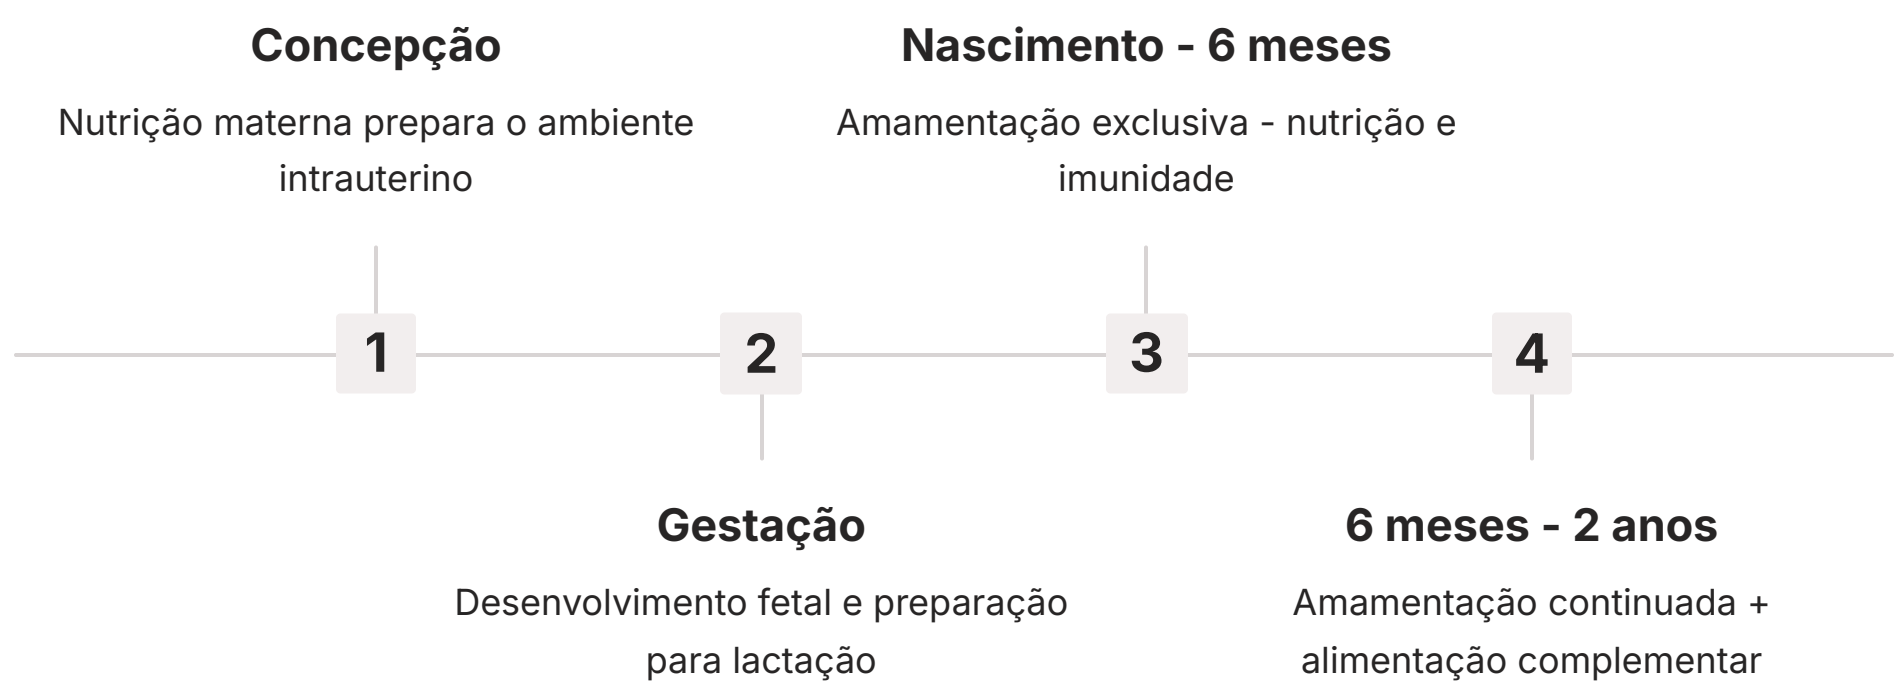 Concepção
Nutrição materna prepara o ambiente
intrauterino
Nascimento - 6 meses
Amamentação exclusiva - nutrição e
imunidade
1
2
3
4
Gestação
Desenvolvimento fetal e preparação
para lactação
6 meses - 2 anos
Amamentação continuada +
alimentação complementar